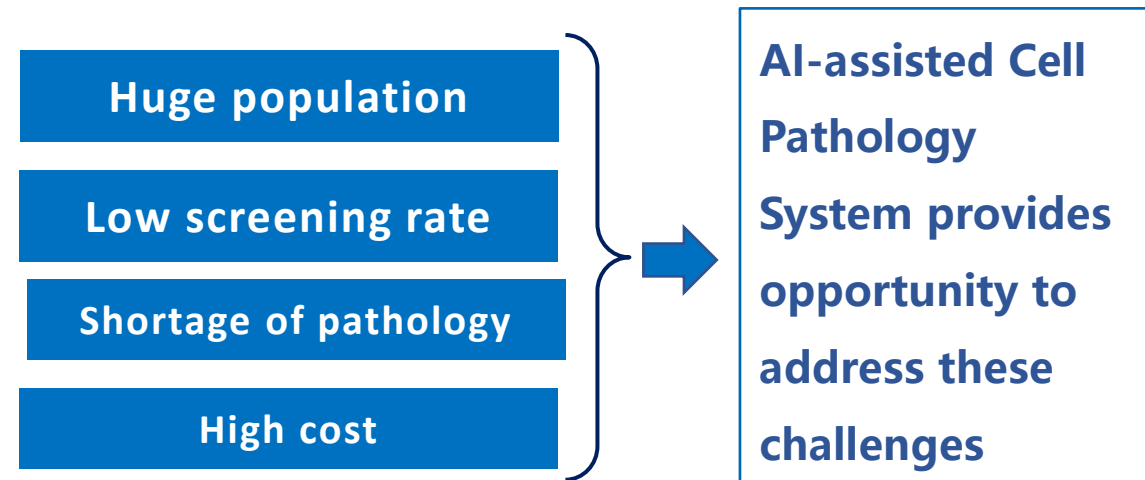 Huge population
Low screening rate
Shortage of pathology
High cost
AI-assisted Cell
Pathology
System provides
opportunity to
address these
challenges